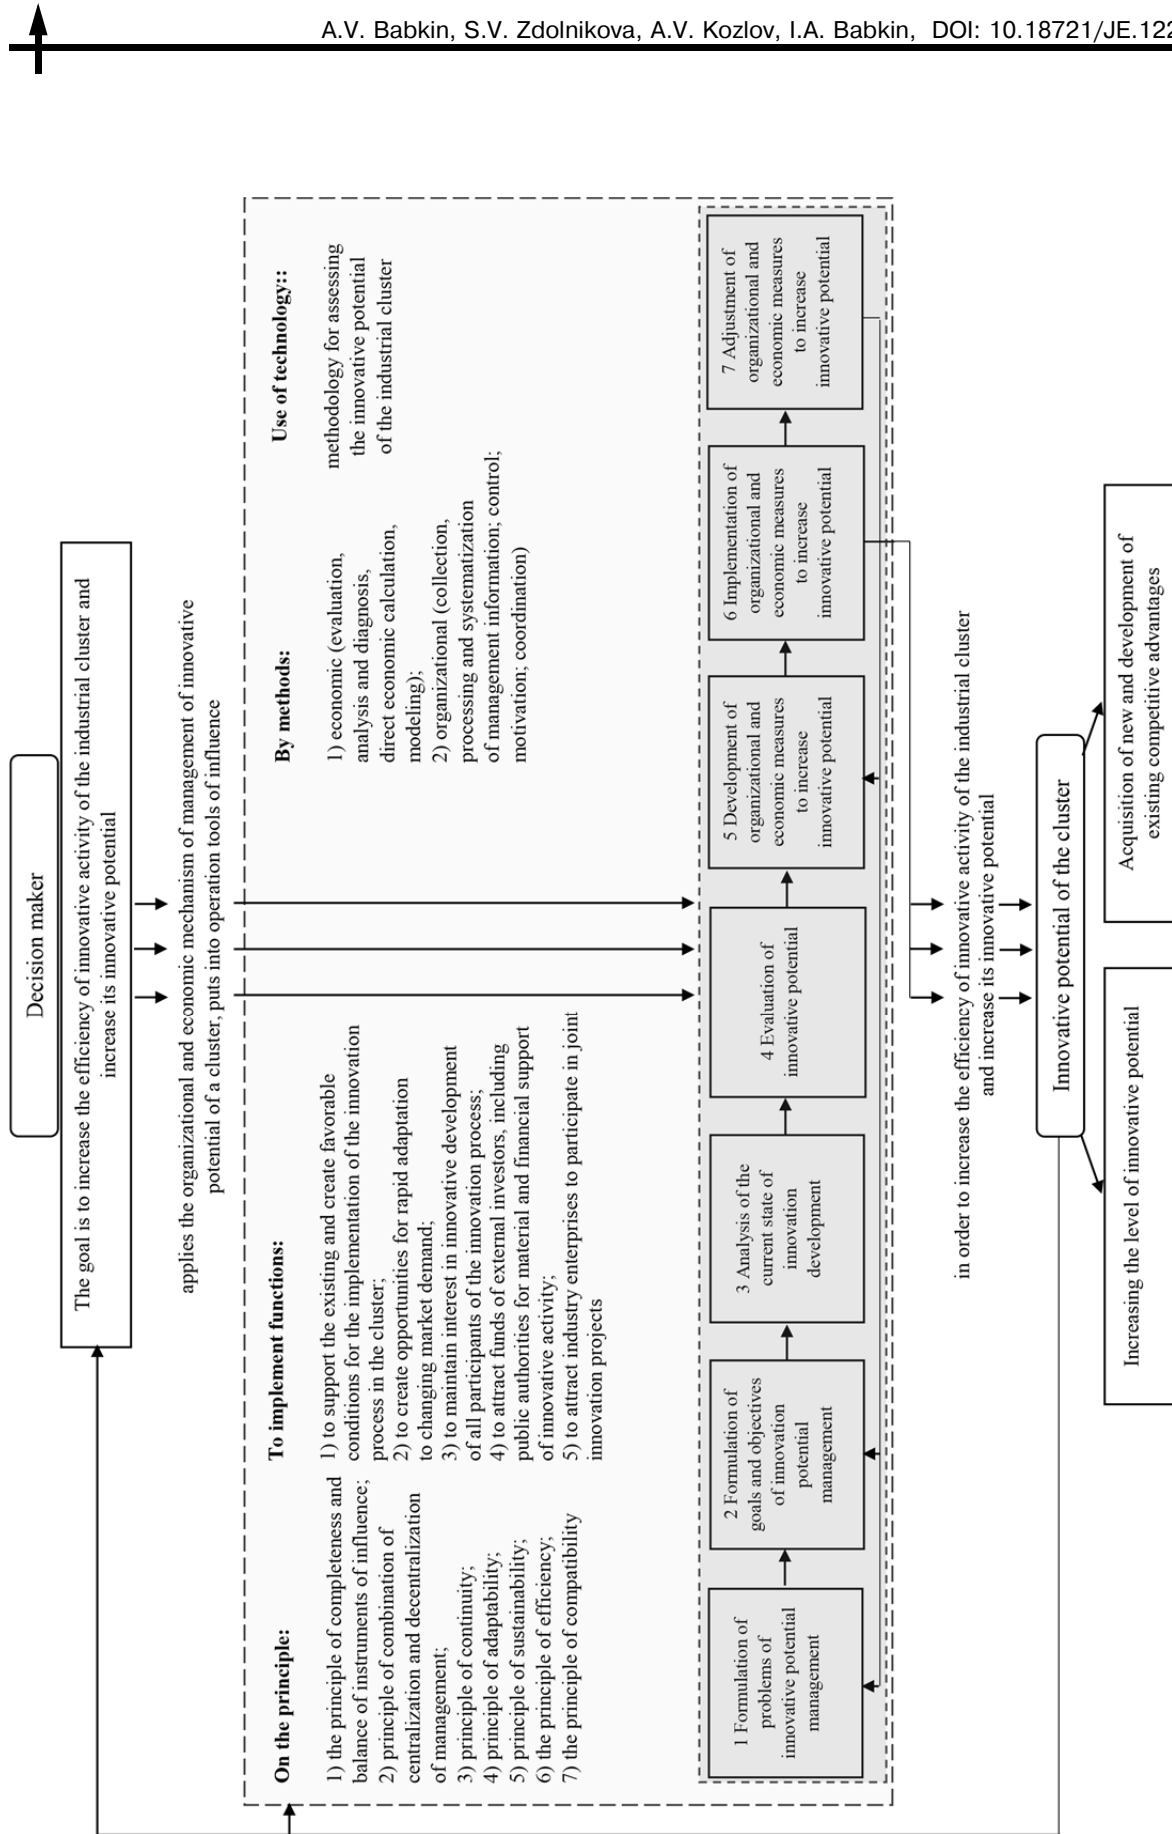 A.V. Babkin, S.V. Zdolnikova, A.V. Kozlov, I.A. Babkin, DOI: 10.18721/JE.122
Decision maker
The goal is to increase the efficiency of innovative activity of the industrial cluster and
increase its innovative potential
applies the organizational and economic mechanism of management of innovative
potential of a cluster, puts into operation tools of influence
On the principle:
1) the principle of completeness and
balance of instruments of influence;
2) principle of combination of
centralization and decentralization
of management;
3) principle of continuity;
4) principle of adaptability;
5) principle of sustainability;
6) the principle of efficiency;
7) the principle of compatibility
To implement functions:
1) to support the existing and create favorable
conditions for the implementation of the innovation
process in the cluster;
2) to create opportunities for rapid adaptation
to changing market demand;
3) to maintain interest in innovative development
of all participants of the innovation process;
4) to attract funds of external investors, including
public authorities for material and financial support
of innovative activity;
5) to attract industry enterprises to participate in joint
innovation projects
By methods:
1) economic (evaluation,
analysis and diagnosis,
direct economic calculation,
modeling);
2) organizational (collection,
processing and systematization
of management information; control;
motivation; coordination)
Use of technology::
methodology for assessing
the innovative potential
of the industrial cluster
1 Formulation of
problems of
innovative potential
management
2 Formulation of
goals and objectives
of innovation
potential
management
3 Analysis of the
current state of
innovation
development
4 Evaluation of
innovative potential
5 Development of
organizational and
economic measures
to increase
innovative potential
6 Implementation of
organizational and
economic measures
to increase
innovative potential
7 Adjustment of
organizational and
economic measures
to increase
innovative potential
in order to increase the efficiency of innovative activity of the industrial cluster
and increase its innovative potential
Innovative potential of the cluster
Increasing the level of innovative potential
Acquisition of new and development of
existing competitive advantages